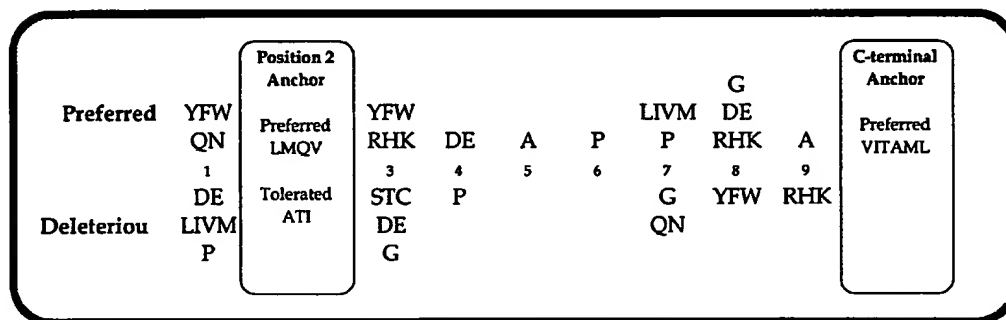 Position 2
Anchor
C-terminal
Anchor
G
Preferred YFW Preferred YFW LIVM DE Preferred
QN LMQV RHK DE A P P RHK A VITAML
1 3 4 5 6 7 8 9
DE Tolerated STC P G YFW RHK
Deleteriou LIVM ATI DE QN
P G